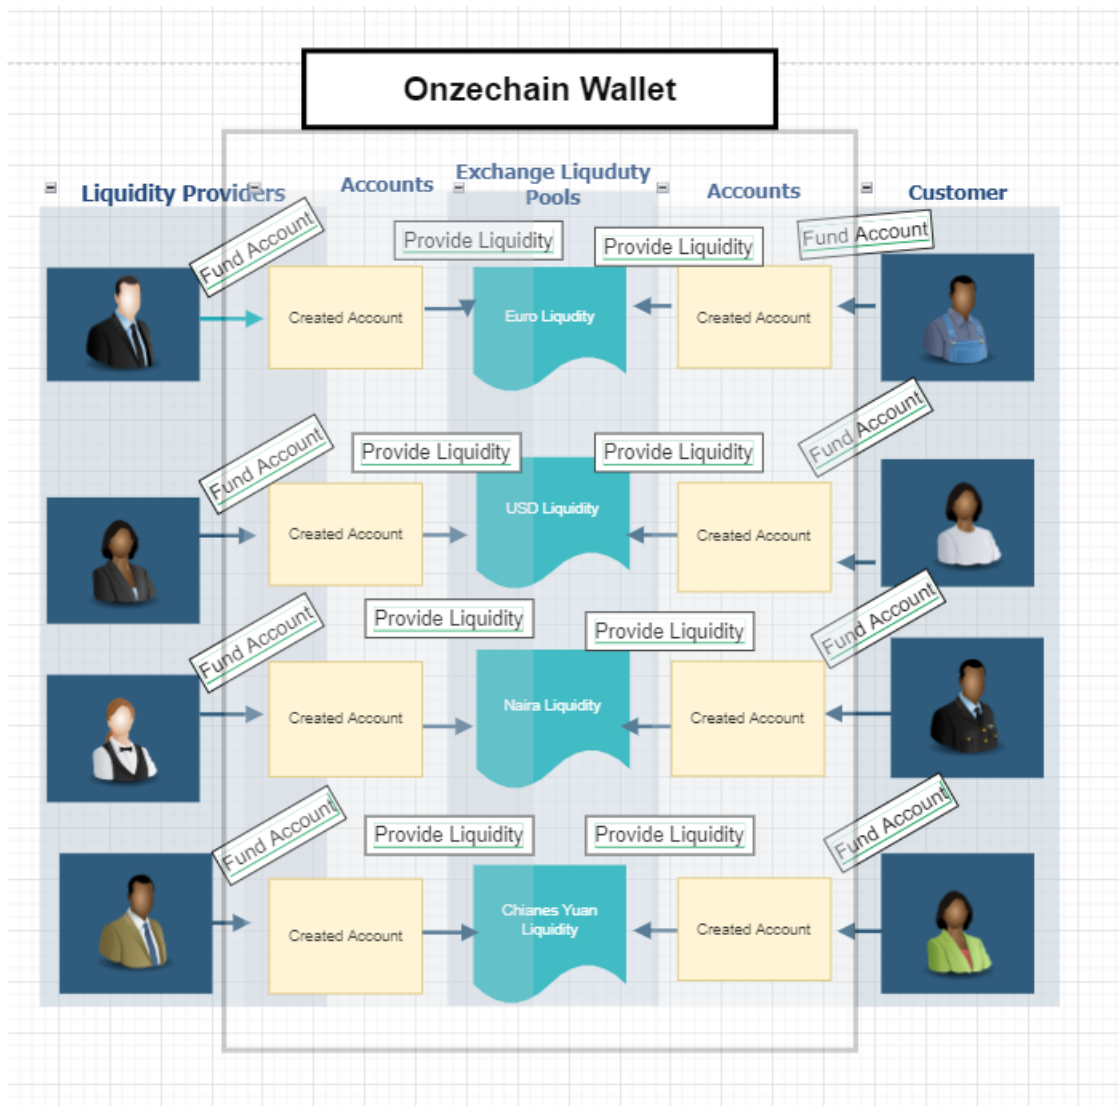 Onzechain Wallet
Liquidity Providers
Accounts
Exchange Liquduty
Pools
Accounts
Customer
Fund Account
Provide Liquidity
Provide Liquidity
Fund Account
Created Account
Euro Liqudity
Created Account
Fund Account
Provide Liquidity
Provide Liquidity
Fund Account
Created Account
USD Liquidity
Created Account
Fund Account
Provide Liquidity
Provide Liquidity
Fund Account
Created Account
Naira Liquidity
Created Account
Fund Account
Provide Liquidity
Provide Liquidity
Fund Account
Created Account
Chianes Yuan
Liquidity
Created Account